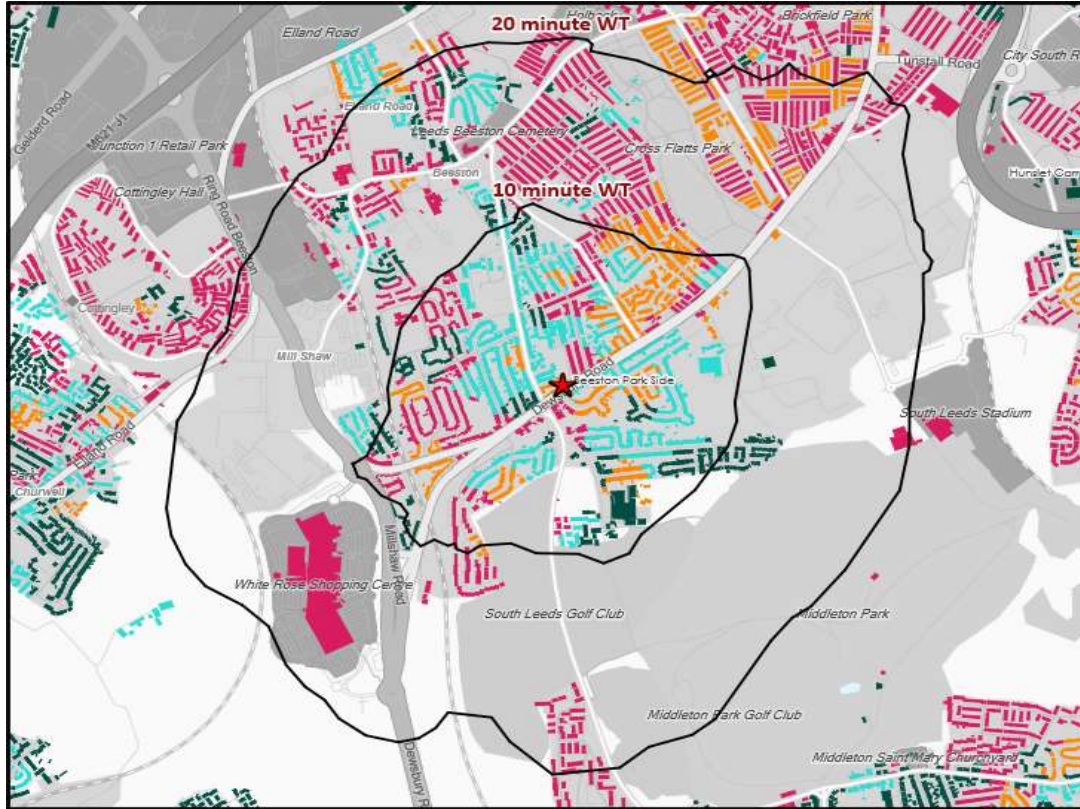 20 minute WT
Holbeck
Brickfield Park
Elland Road
City South R
Tunstall Road
Gelderd Road
M621 J1
Elland Road
Leeds Beeston Cemetery
Junction 1 Retail Park
Cross Flatts Park
Hunslet Car
Beeston
Cottingley Hall
10 minute WT
Ring Road Beeston
Cottingley
Mill Shaw
Beeston Park Side
Dewsbury Road
South Leeds Stadium
Elland Road
Park
Churwell
White Rose Shopping Centre
Millshaw Road
South Leeds Golf Club
Middleton Park
Middleton Park Golf Club
Dewsbury R
Middleton Saint Mary Churchyard